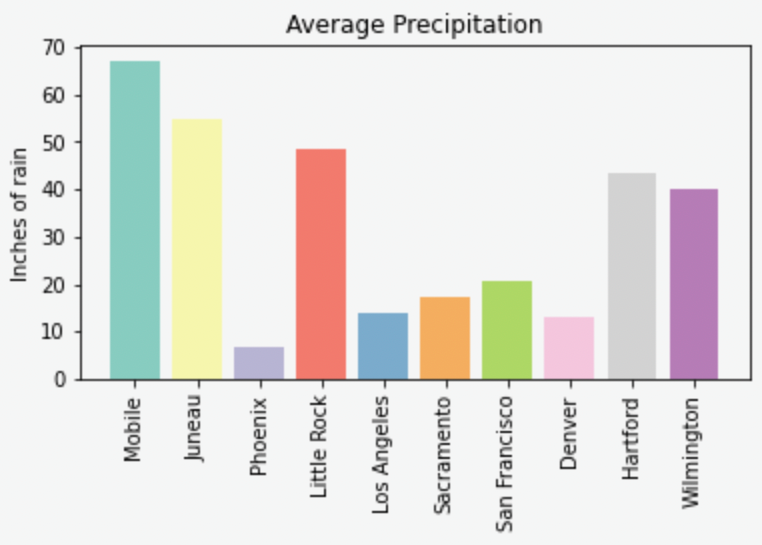 Average Precipitation
70
60
50
40
30
20
10
0
Inches of rain
Mobile
Juneau
Phoenix
Little Rock
Los Angeles
Sacramento
San Francisco
Denver
Hartford
Wilmington